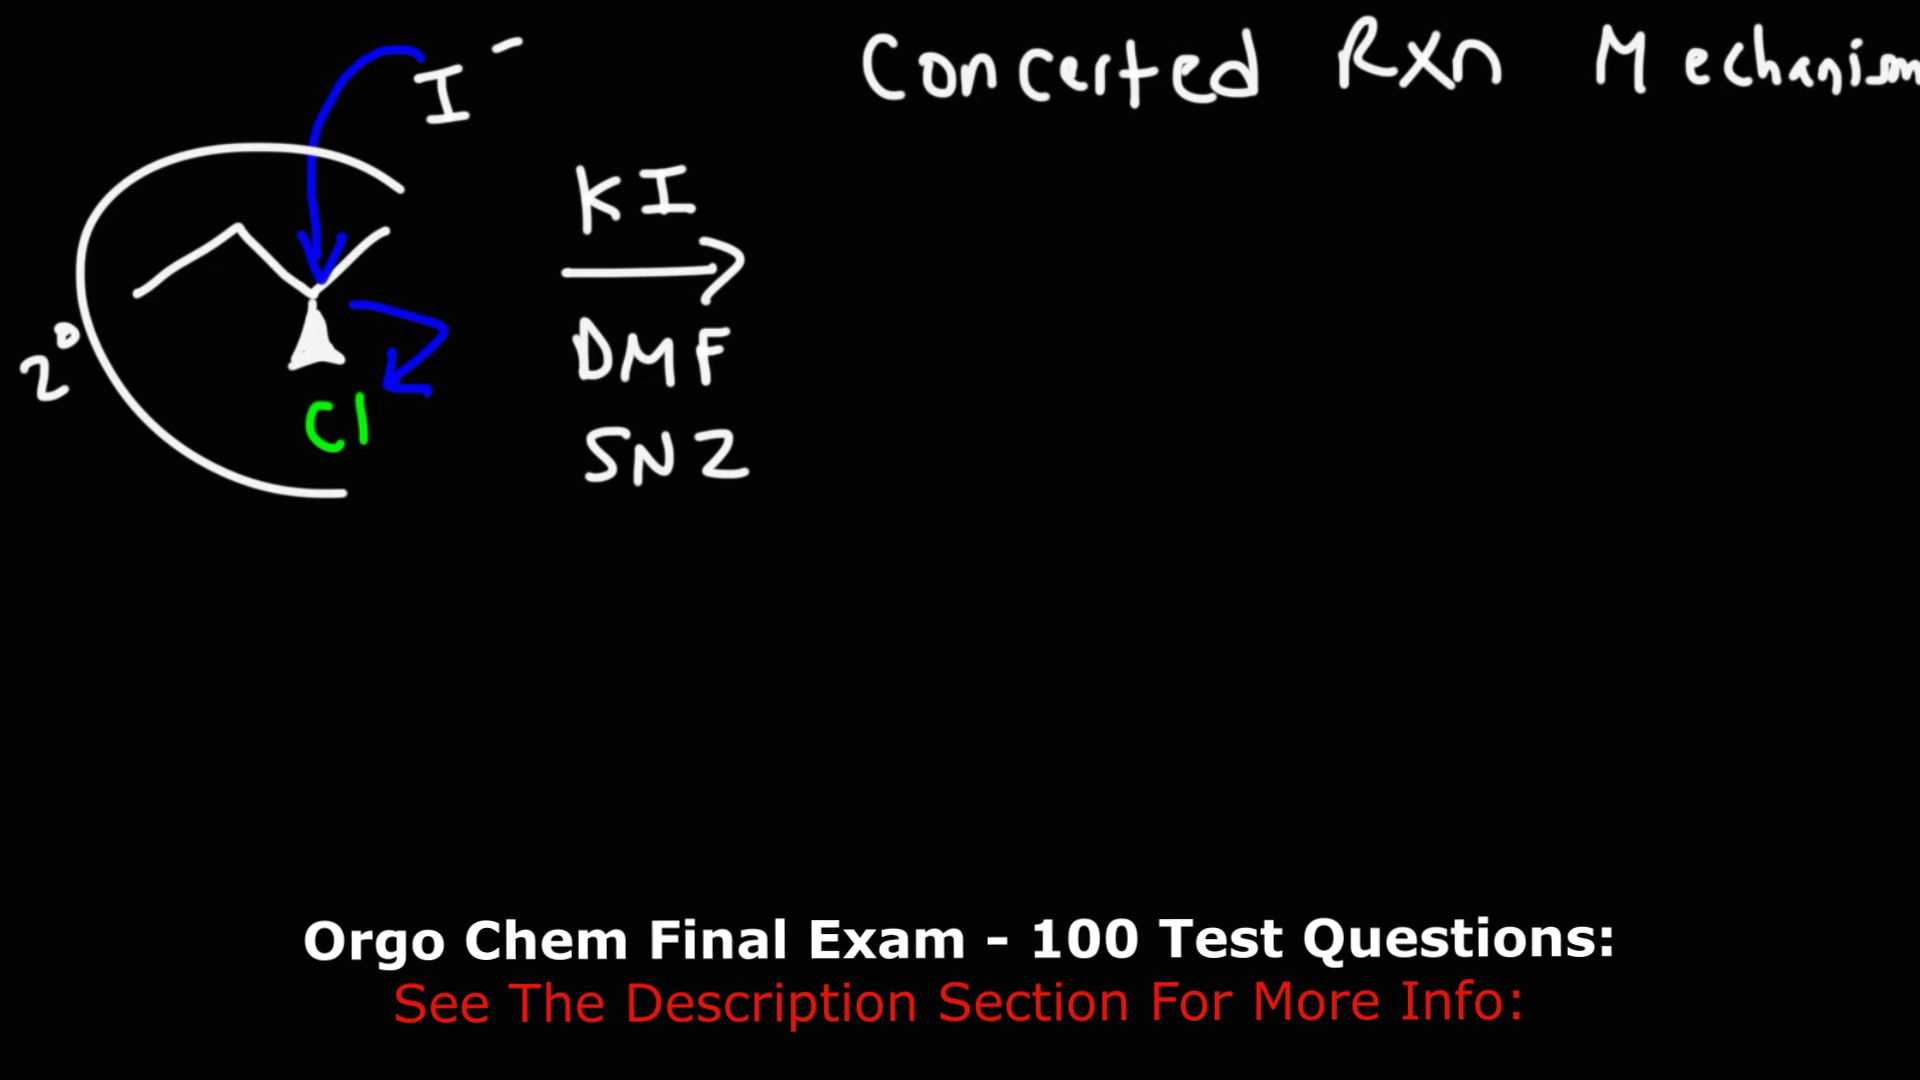 I⁻
Concerted Rxn Mechanism
KI
2°
DMF
Cl
SN2
Orgo Chem Final Exam - 100 Test Questions:
See The Description Section For More Info: